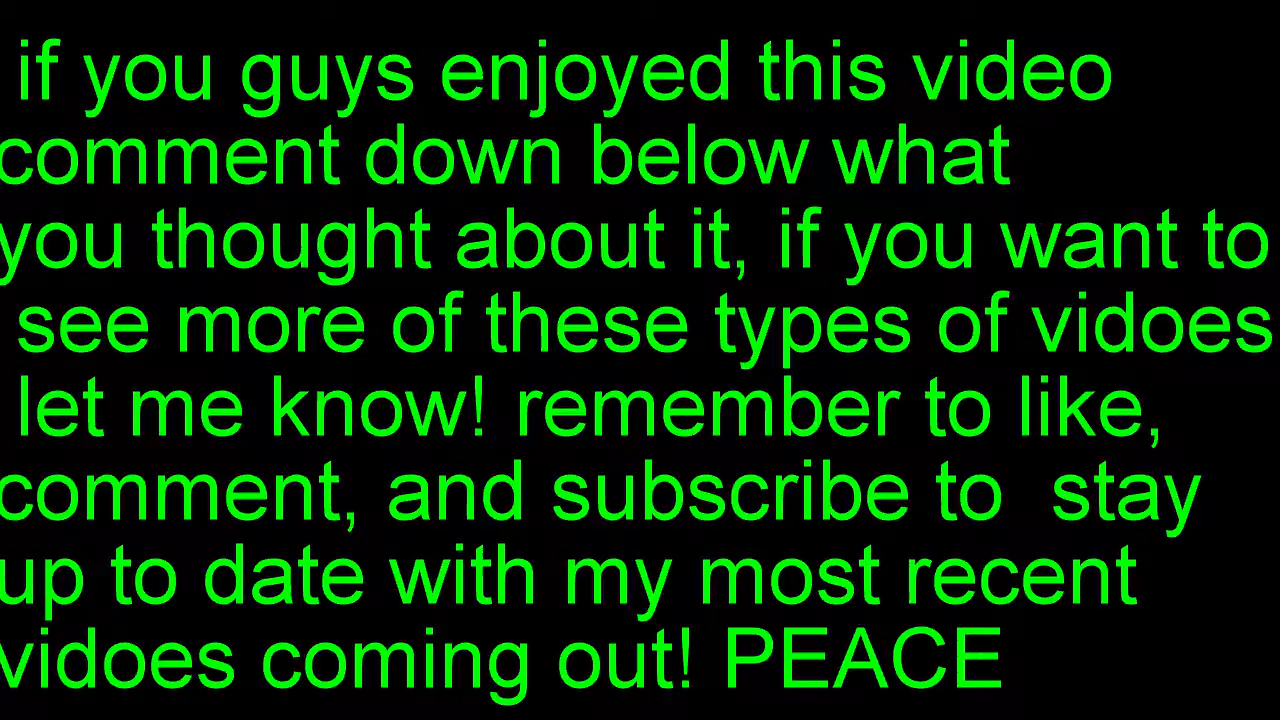 if you guys enjoyed this video
comment down below what
you thought about it, if you want to
see more of these types of vidoes
let me know! remember to like,
comment, and subscribe to  stay
up to date with my most recent
vidoes coming out! PEACE